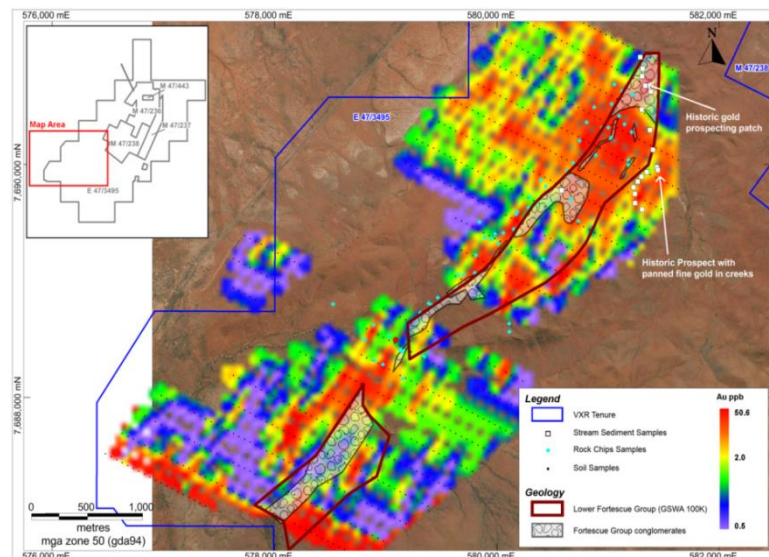 576,000 mE
578,000 mE
580,000 mE
582,000 mE
7,690,000 mN
7,688,000 mN
Map Area
M 47/443
M 47/236
M 47/237
M 47/238
E 47/3495
E 47/3495
M 47/238
N
Historic gold
prospecting patch
Historic Prospect with
panned fine gold in creeks
Legend
VXR Tenure
Stream Sediment Samples
Rock Chips Samples
Soil Samples
Geology
Lower Fortescue Group (GSWA 100K)
Fortescue Group conglomerates
Au ppb
50.6
2.0
0.5
0 500 1,000
metres
mga zone 50 (gda94)
576,000 mE
578,000 mE
580,000 mE